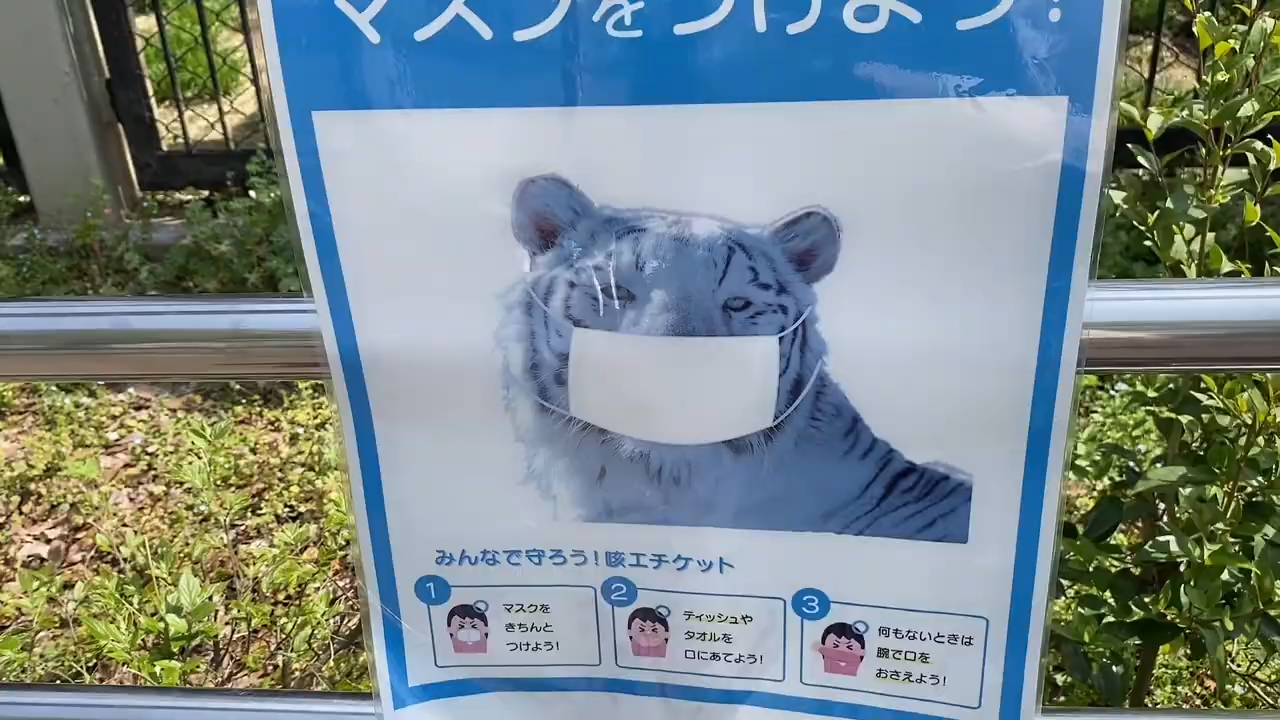 マスクをつけよう!
みんなで守ろう!咳エチケット
1
マスクを
きちんと
つけよう!
2
ティッシュや
タオルを
口にあてよう!
3
何もないときは
腕で口を
おさえよう!